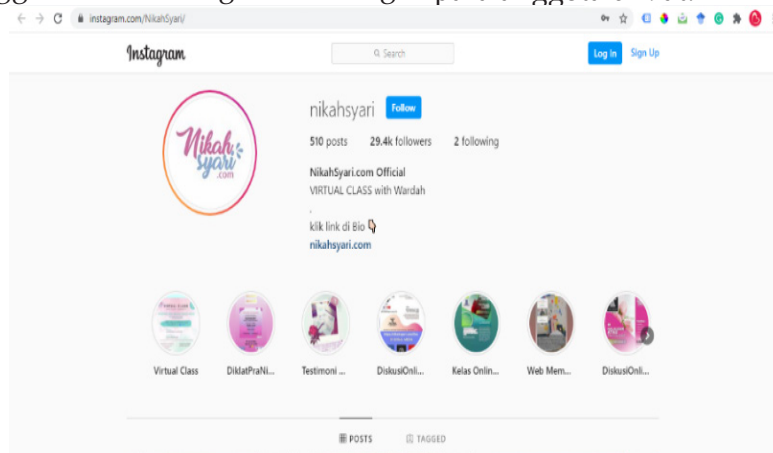 instagram.com/NikahSyari/
Instagram
Search
Log In
Sign Up
Nikah
syari
.com
nikahsyari
Follow
510 posts 29.4k followers 2 following
NikahSyari.com Official
VIRTUAL CLASS with Wardah
.
klik link di Bio
nikahsyari.com
Virtual Class
DiklatPraNi...
Testimoni ...
DiskusiOnli...
Kelas Onlin...
Web Mem...
DiskusiOnli...
POSTS
TAGGED